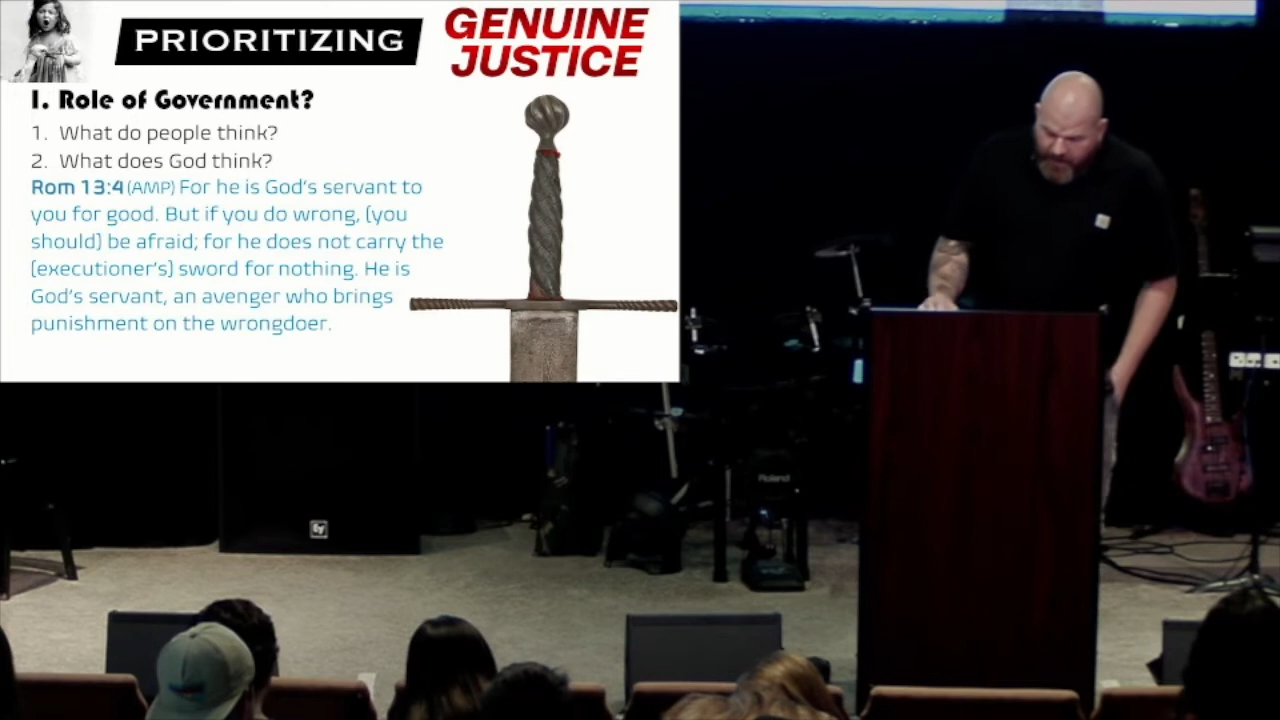 PRIORITIZING
GENUINE
JUSTICE
I. Role of Government?
1. What do people think?
2. What does God think?
Rom 13:4 (AMP) For he is God's servant to
you for good. But if you do wrong, [you
should] be afraid; for he does not carry the
[executioner's] sword for nothing. He is
God's servant, an avenger who brings
punishment on the wrongdoer.
EV
Roland